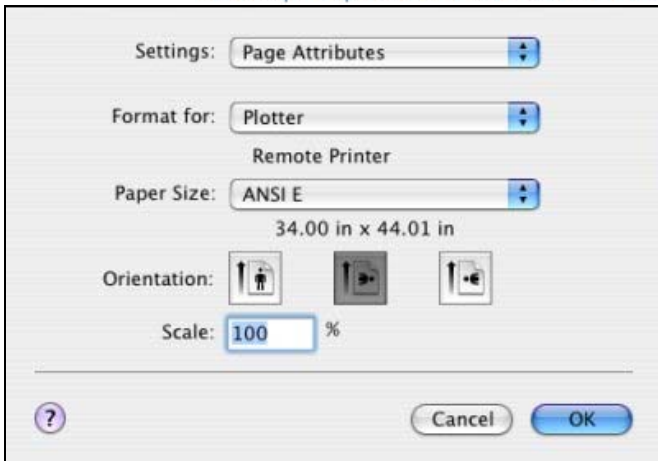 Settings: Page Attributes
Format for: Plotter
Remote Printer
Paper Size: ANSI E
34.00 in x 44.01 in
Orientation:
Scale: 100 %
? Cancel OK